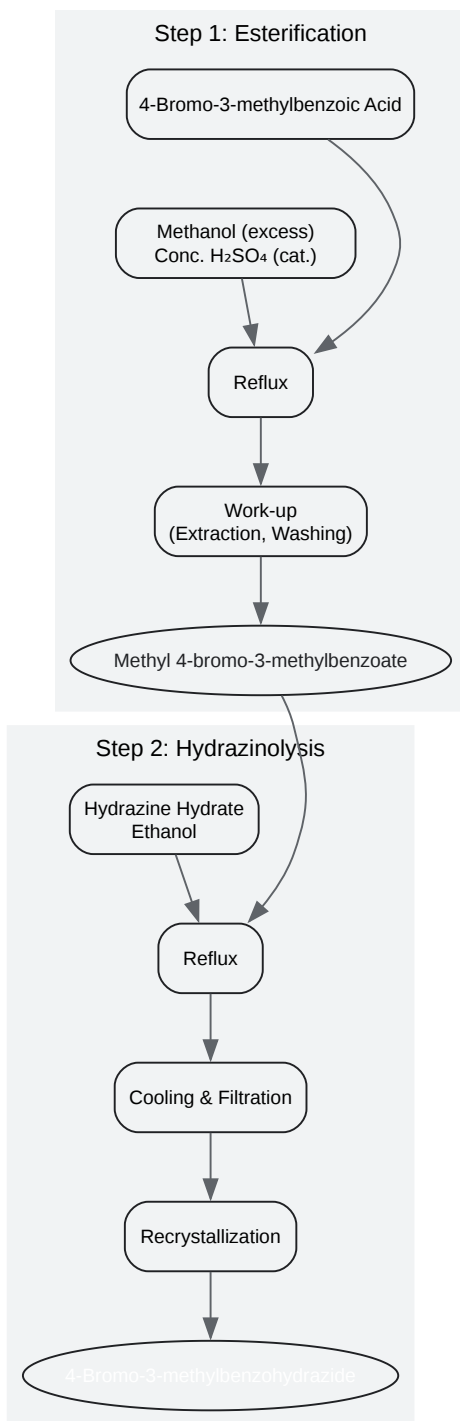 Step 1: Esterification
4-Bromo-3-methylbenzoic Acid
Methanol (excess)
Conc. H₂SO₄ (cat.)
Reflux
Work-up
(Extraction, Washing)
Methyl 4-bromo-3-methylbenzoate
Step 2: Hydrazinolysis
Hydrazine Hydrate
Ethanol
Reflux
Cooling & Filtration
Recrystallization
4-Bromo-3-methylbenzohydrazide